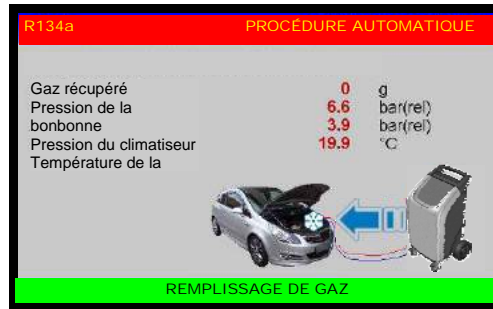 R134a PROCÉDURE AUTOMATIQUE
Gaz récupéré 0 g
Pression de la 6.6 bar(rel)
bonbonne 3.9 bar(rel)
Pression du climatiseur 19.9 °C
Température de la
REMPLISSAGE DE GAZ